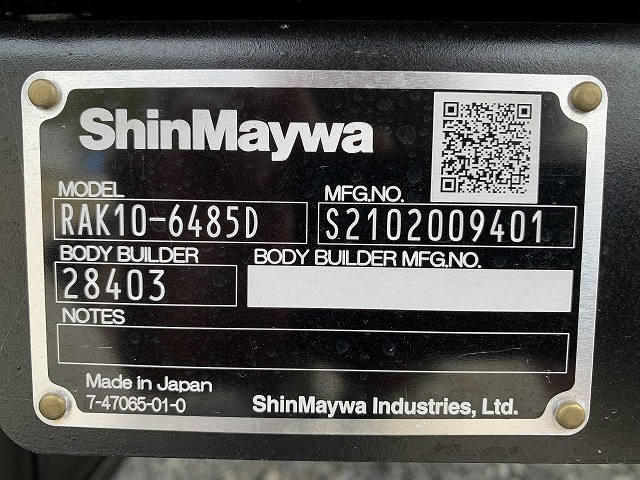 ShinMaywa
MODEL
RAK10-6485D
MFG.NO.
S2102009401
BODY BUILDER
28403
BODY BUILDER MFG.NO.
NOTES
Made in Japan
7-47065-01-0
ShinMaywa Industries, Ltd.